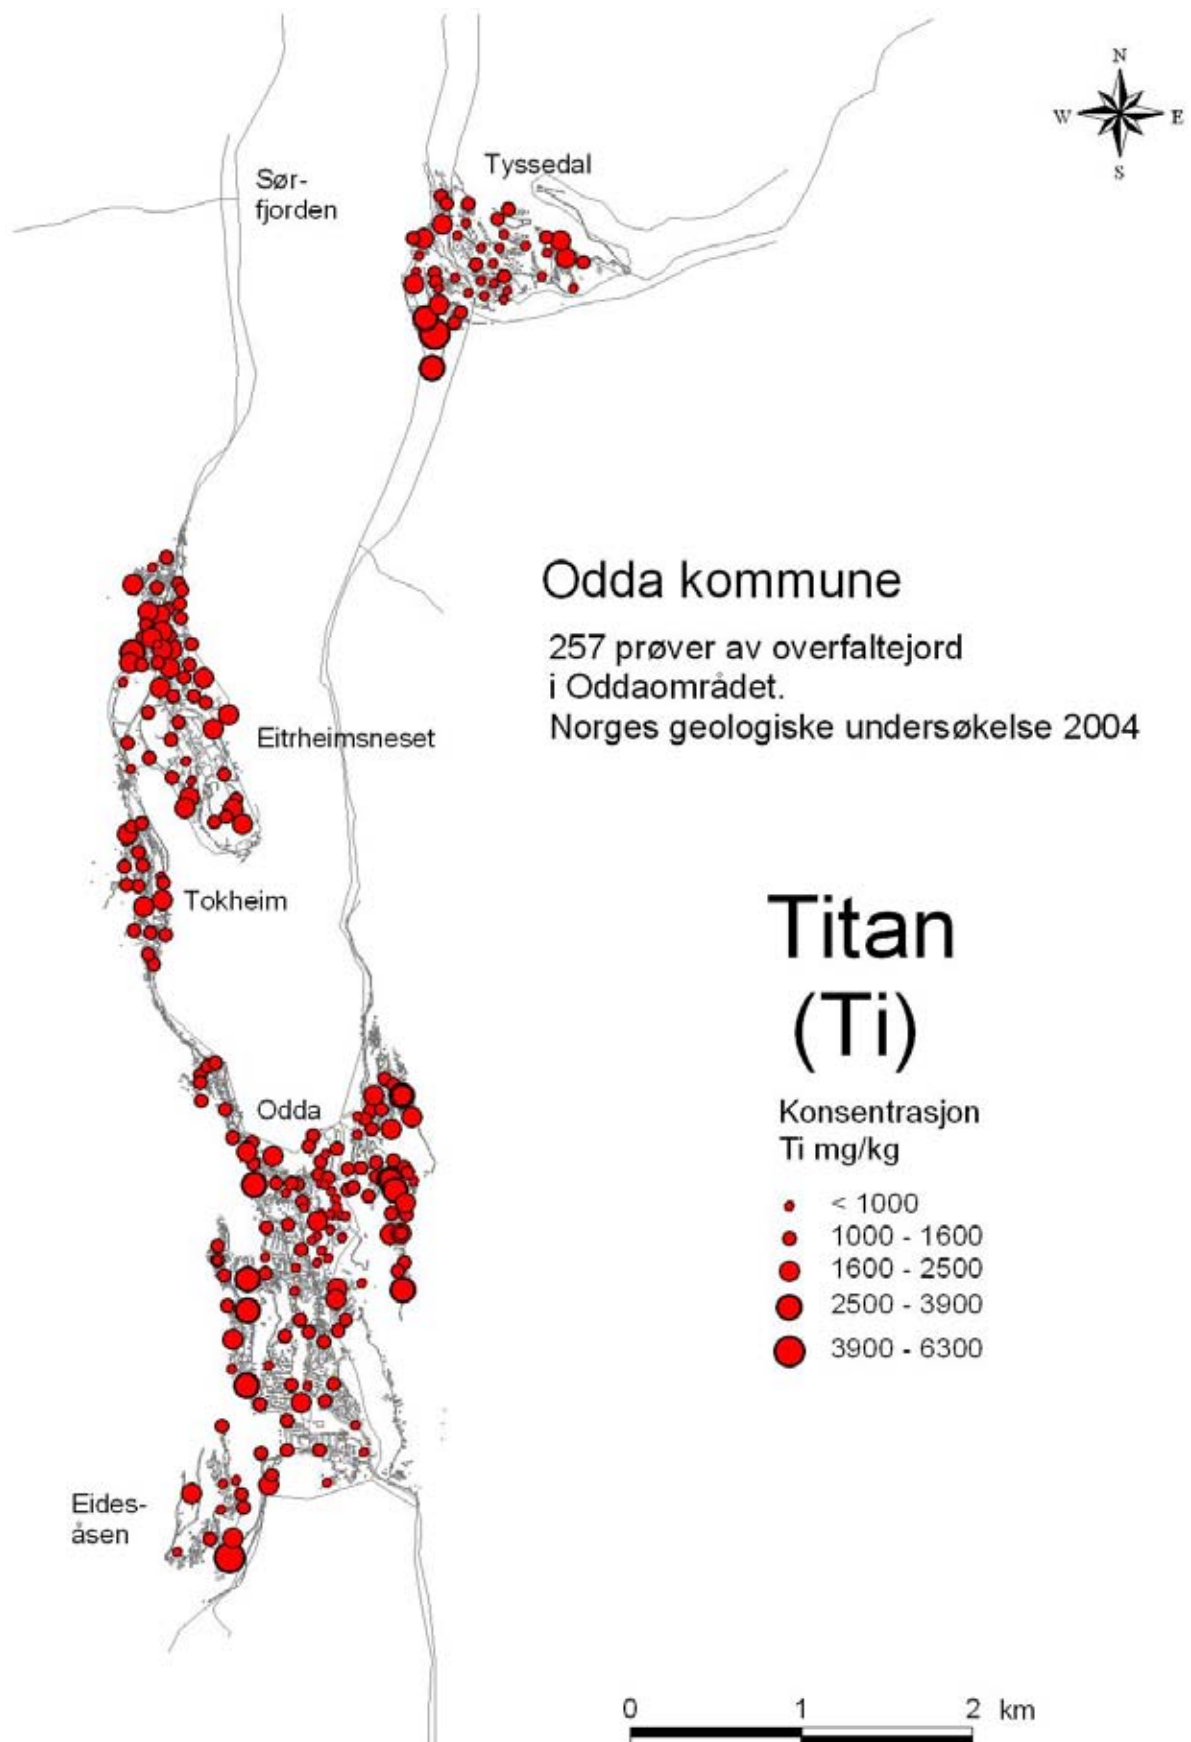 N
W E
S
Tyssedal
Sør-
fjorden
Odda kommune
257 prøver av overfaltejord
i Oddaområdet.
Norges geologiske undersøkelse 2004
Eitrheimsneset
Tokheim
Titan
(Ti)
Odda
Konsentrasjon
Ti mg/kg
< 1000
1000 - 1600
1600 - 2500
2500 - 3900
3900 - 6300
Eides-
åsen
0 1 2 km